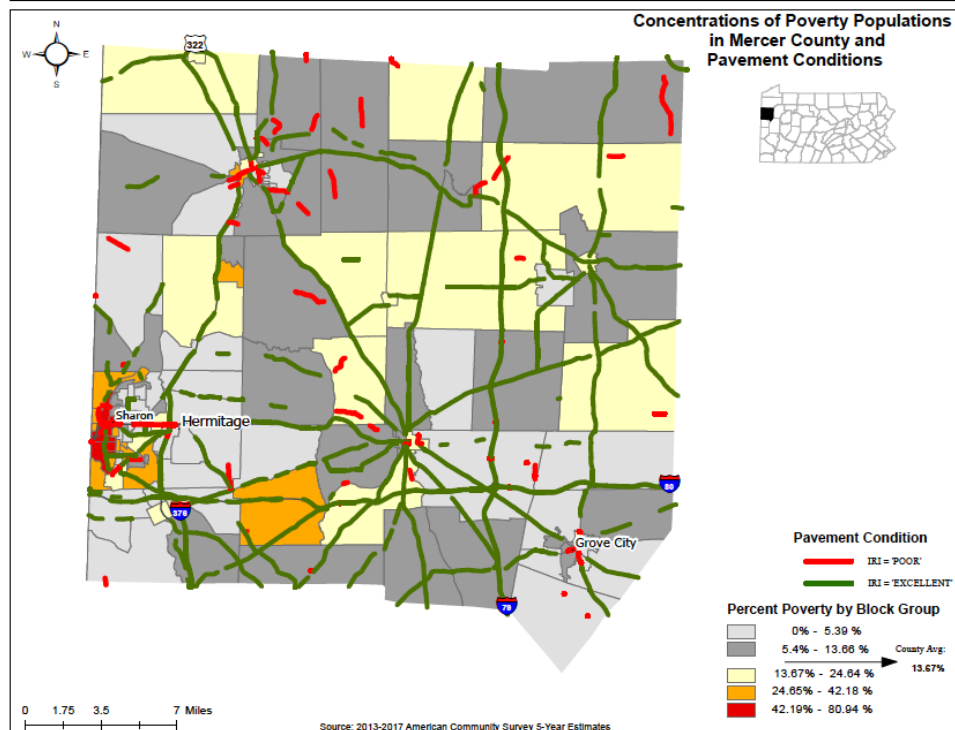 Concentrations of Poverty Populations
in Mercer County and
Pavement Conditions
N
W
E
S
322
Sharon
Hermitage
80
376
Grove City
79
Pavement Condition
IRI = 'POOR'
IRI = 'EXCELLENT'
Percent Poverty by Block Group
0% - 5.39 %
5.4% - 13.66 %
County Avg:
13.67%
13.67% - 24.64 %
24.65% - 42.18 %
42.19% - 80.94 %
0 1.75 3.5 7 Miles
Source: 2013-2017 American Community Survey 5-Year Estimates